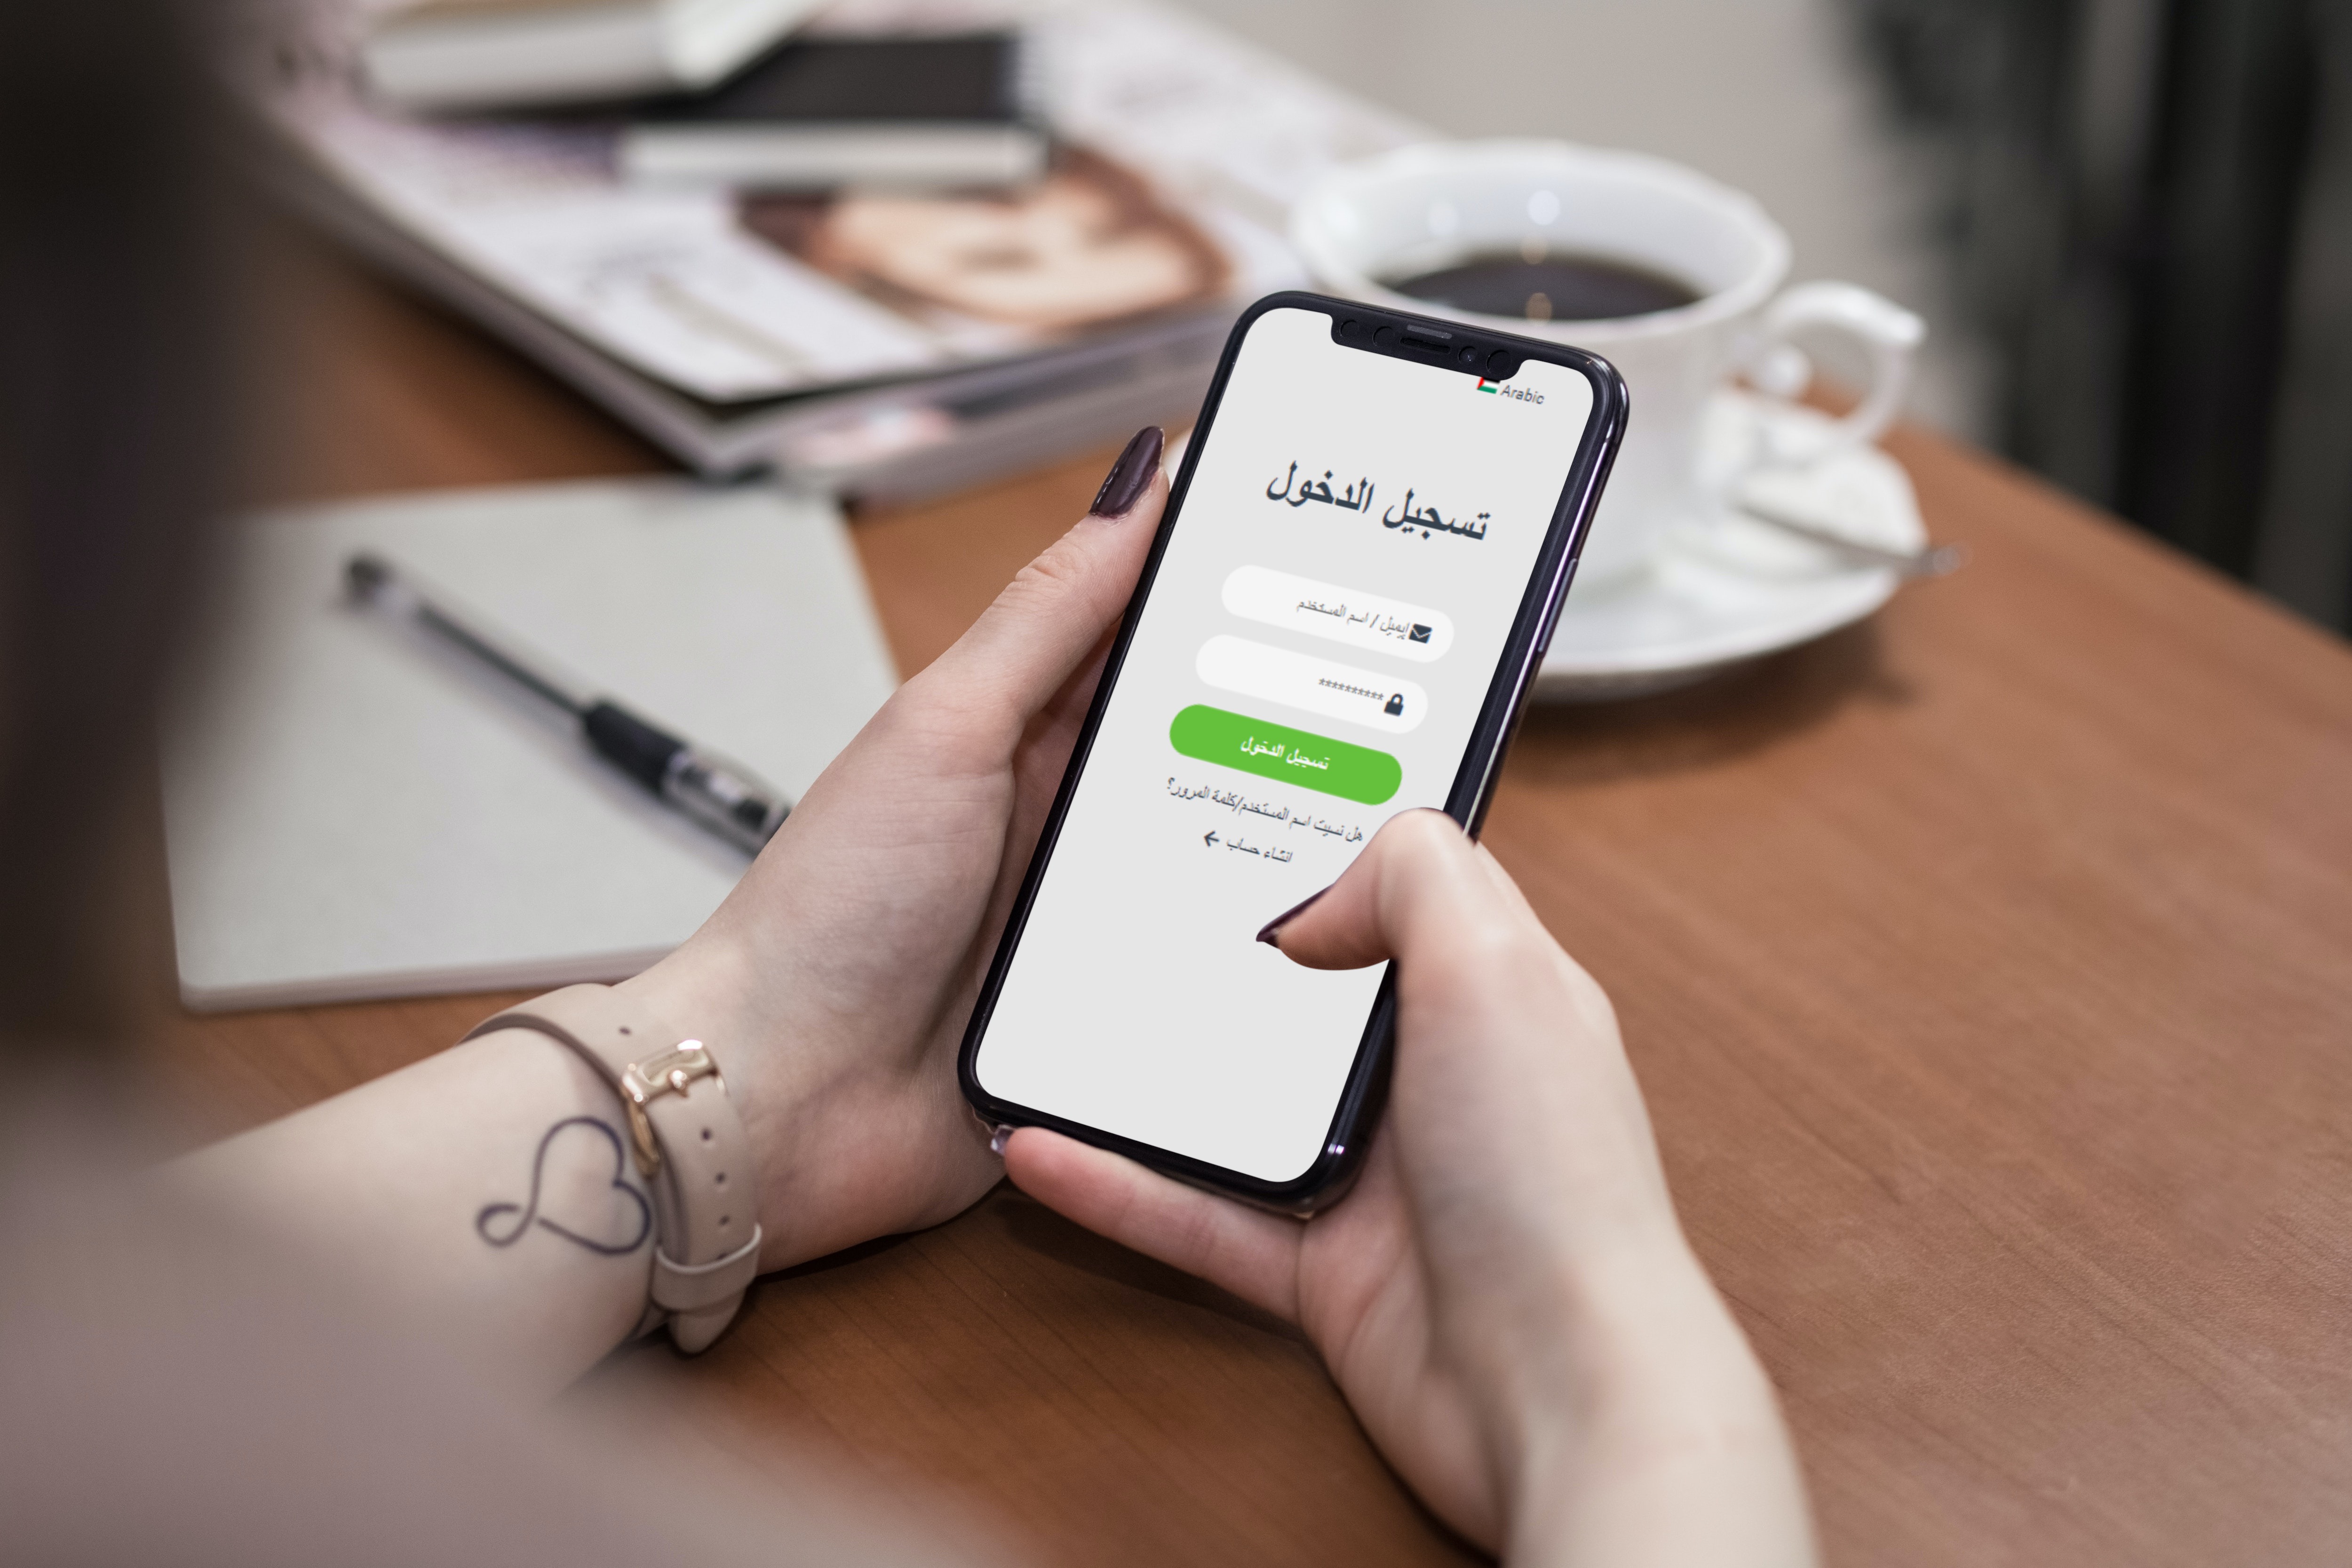 Arabic
تسجيل الدخول
إيميل / اسم المستخدم
**********
تسجيل الدخول
هل نسيت اسم المستخدم/كلمة المرور؟
انشاء حساب ←